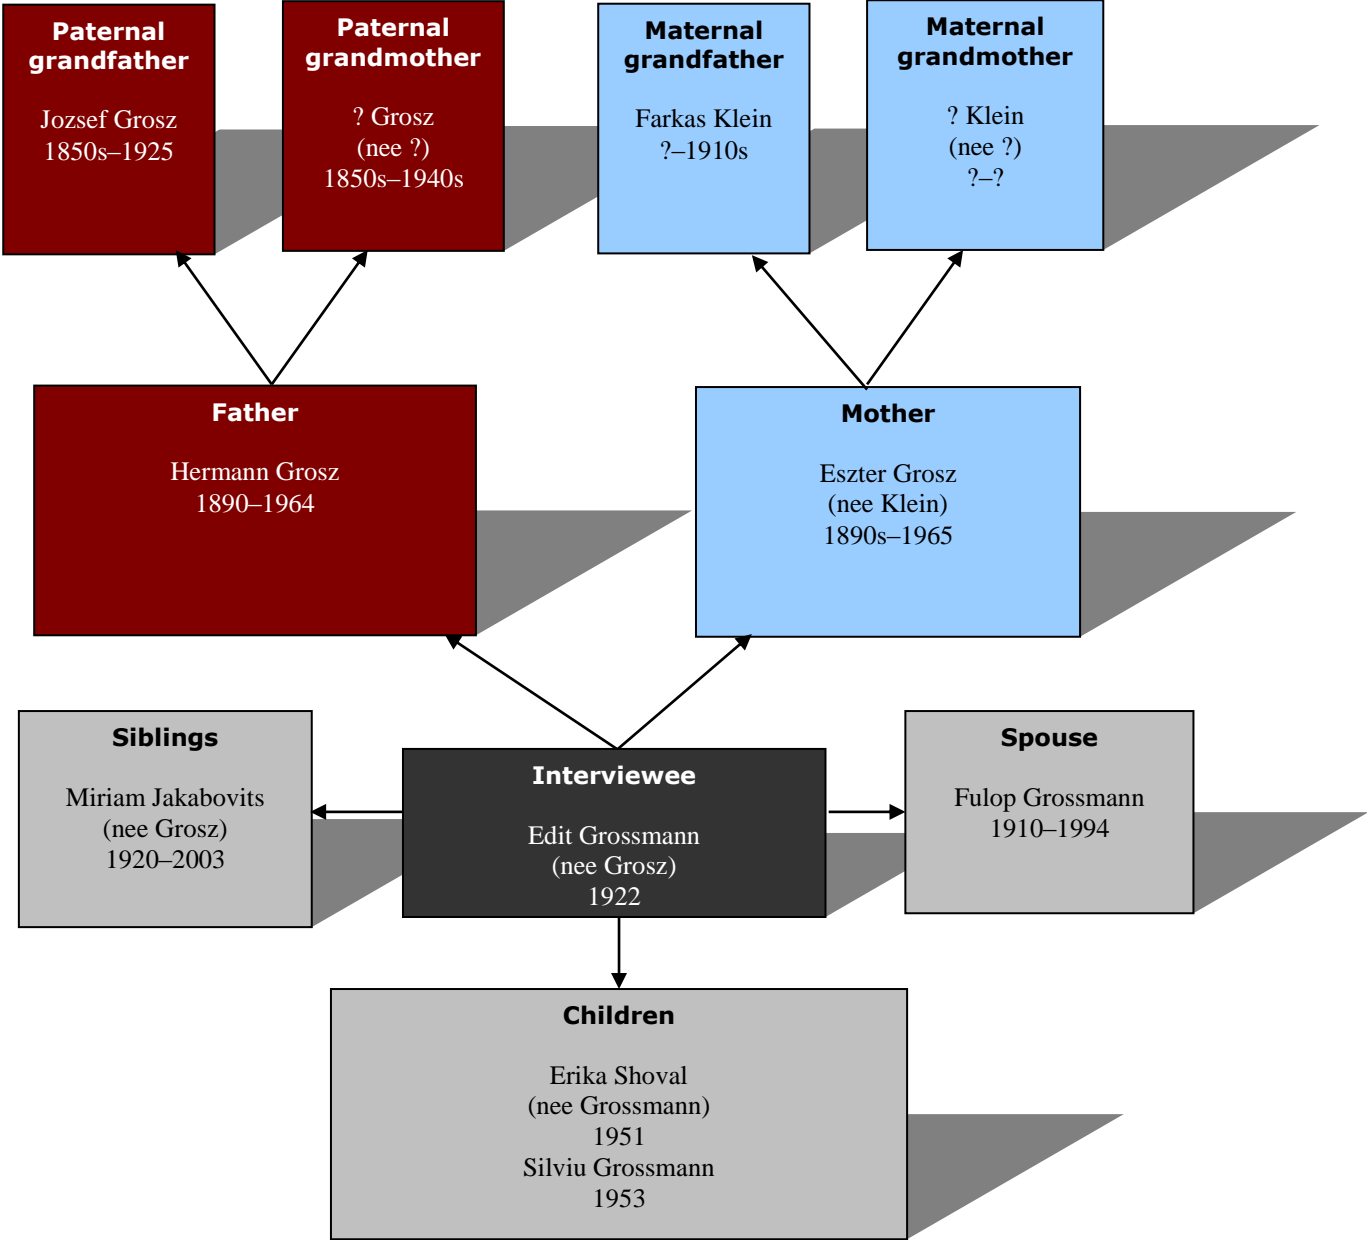 Paternal
grandfather
Jozsef Grosz
1850s–1925
Paternal
grandmother
? Grosz
(nee ?)
1850s–1940s
Maternal
grandfather
Farkas Klein
?–1910s
Maternal
grandmother
? Klein
(nee ?)
?–?
Father
Hermann Grosz
1890–1964
Mother
Eszter Grosz
(nee Klein)
1890s–1965
Siblings
Miriam Jakabovits
(nee Grosz)
1920–2003
Interviewee
Edit Grossmann
(nee Grosz)
1922
Spouse
Fulop Grossmann
1910–1994
Children
Erika Shoval
(nee Grossmann)
1951
Silviu Grossmann
1953